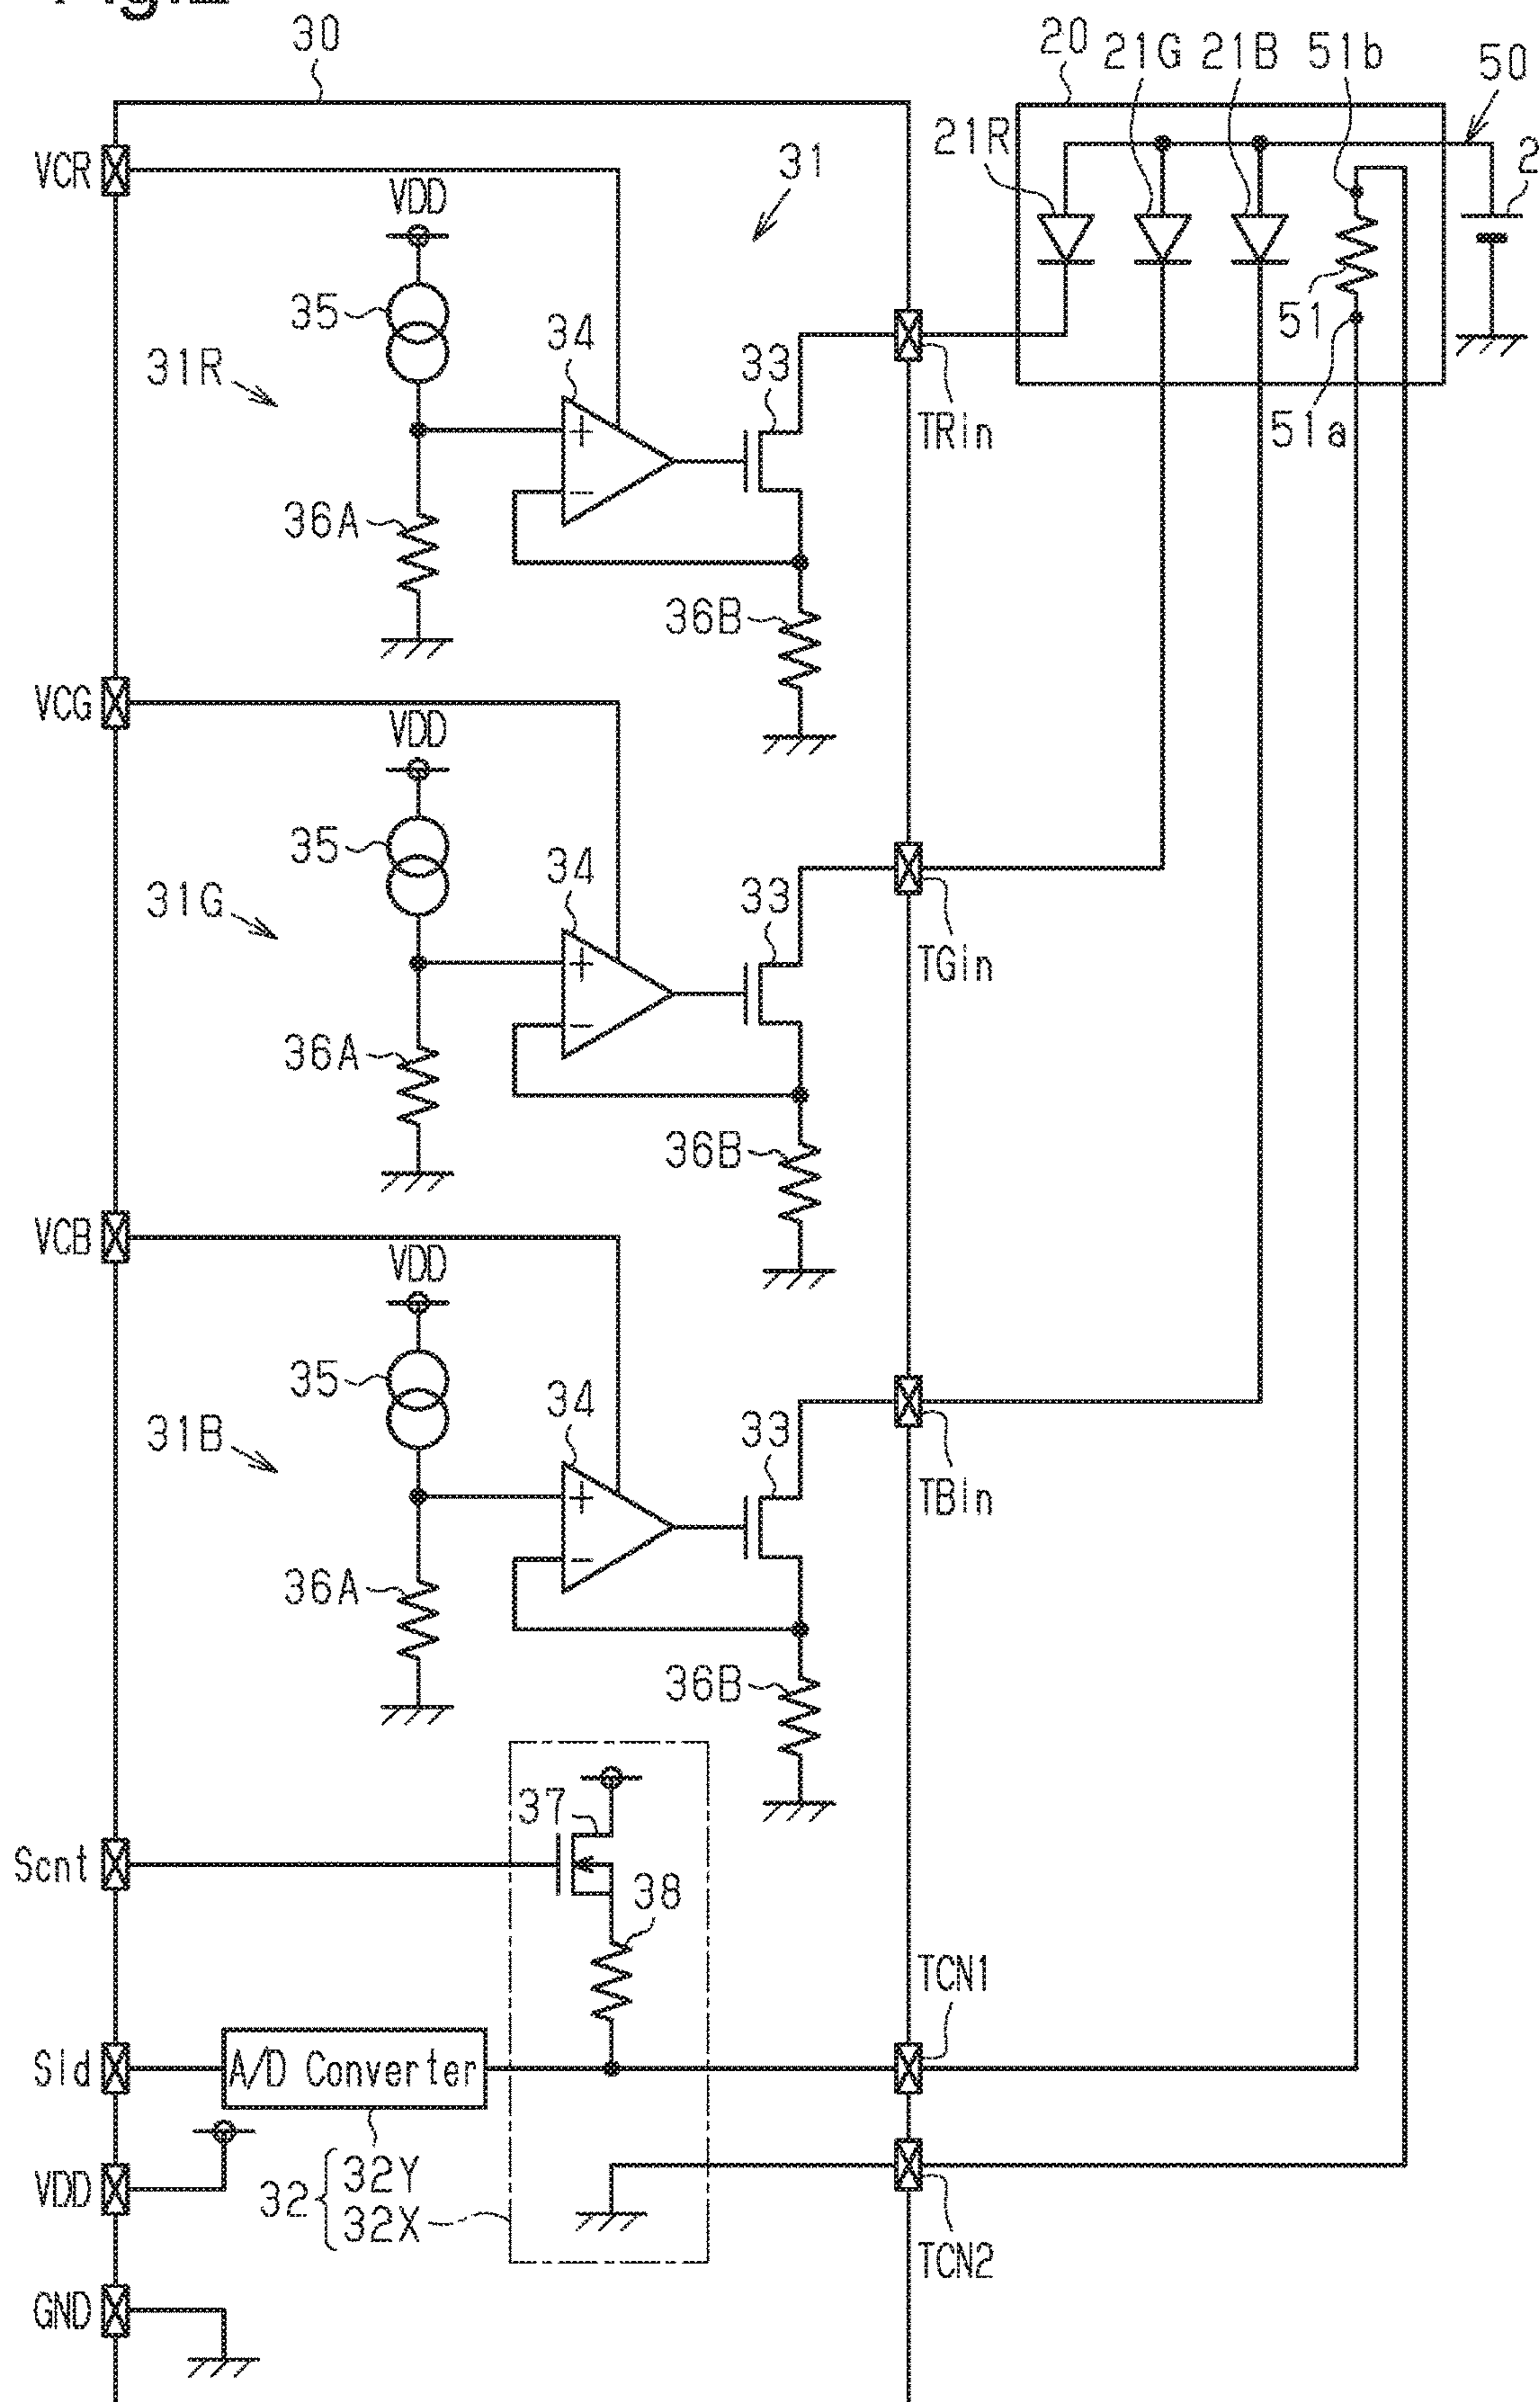 30
20
21G
21B
51b
50
21R
2
VCR
31
VDD
35
34
31R
33
51
TRin
51a
36A
36B
VCG
VDD
35
34
31G
33
TGin
36A
36B
VCB
VDD
35
34
31B
33
TBin
36A
36B
37
Scnt
38
TCN1
Sld
A/D Converter
VDD
32
32Y
32X
TCN2
GND
+
−
+
−
+
−